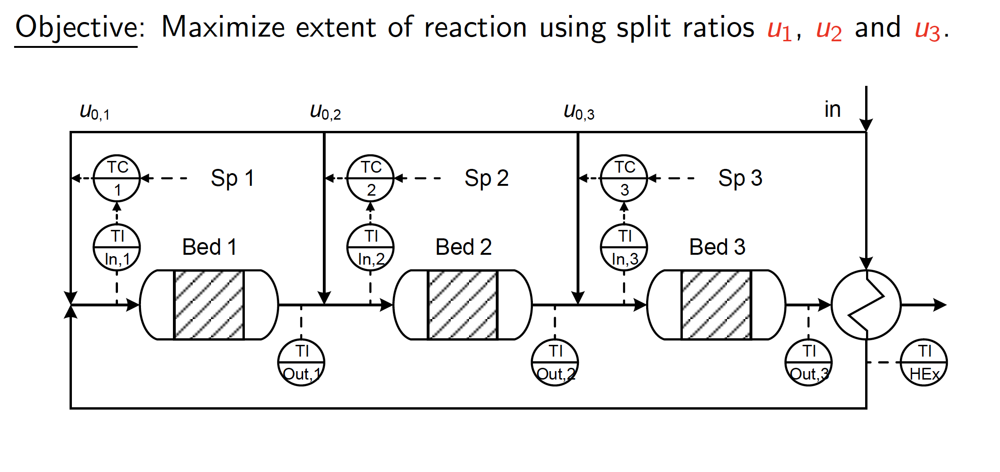 Objective: Maximize extent of reaction using split ratios u1, u2 and u3.
u0,1 u0,2 u0,3 in
TC 1 Sp 1 TC 2 Sp 2 TC 3 Sp 3
TI In,1 Bed 1 TI In,2 Bed 2 TI In,3 Bed 3
TI Out,1 TI Out,2 TI Out,3 TI HEx